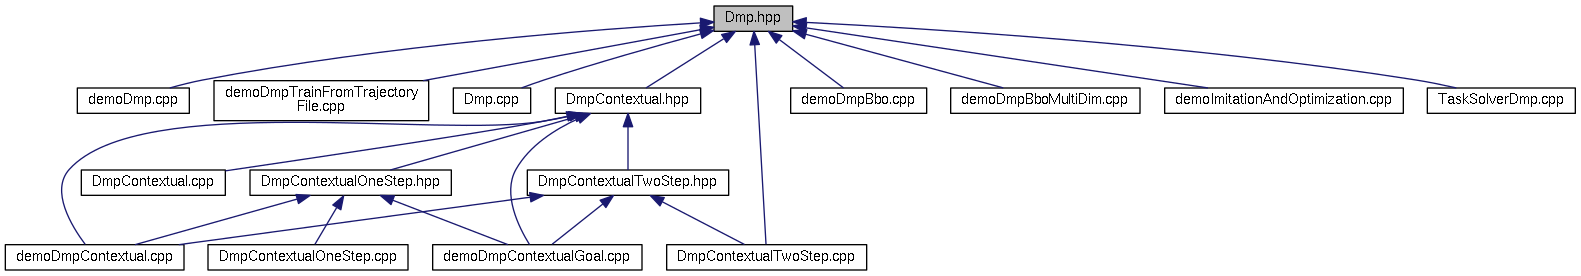 Dmp.hpp
demoDmp.cpp
demoDmpTrainFromTrajectory
File.cpp
Dmp.cpp
DmpContextual.hpp
demoDmpBbo.cpp
demoDmpBboMultiDim.cpp
demoImitationAndOptimization.cpp
TaskSolverDmp.cpp
DmpContextual.cpp
DmpContextualOneStep.hpp
DmpContextualTwoStep.hpp
demoDmpContextual.cpp
DmpContextualOneStep.cpp
demoDmpContextualGoal.cpp
DmpContextualTwoStep.cpp